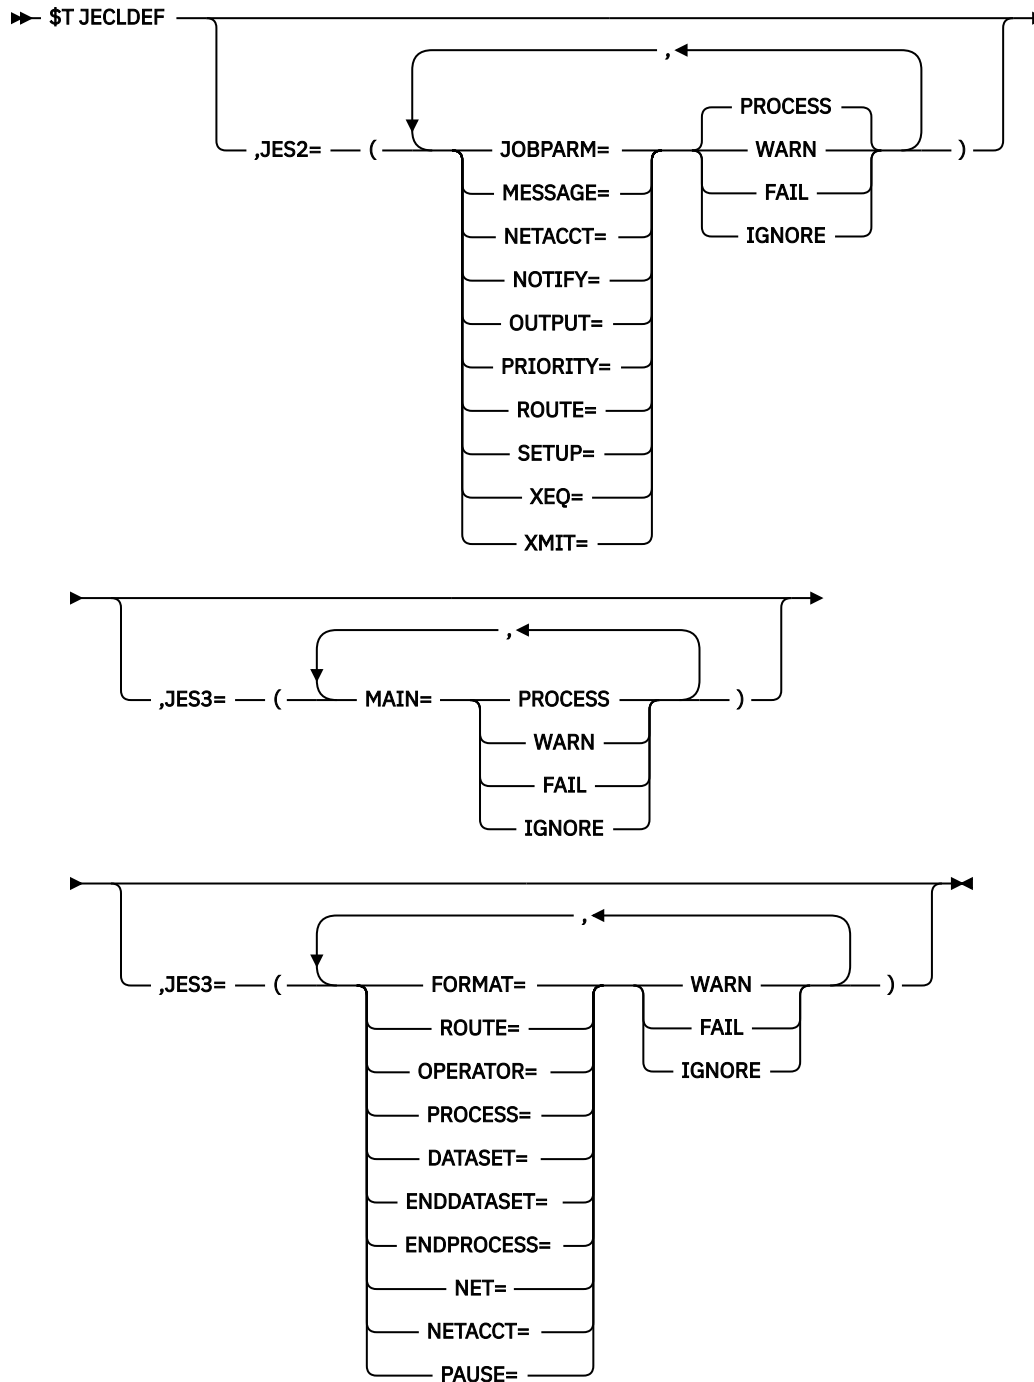 $T JECLDEF
,
PROCESS
,JES2= ( JOBPARM= WARN )
MESSAGE= FAIL
NETACCT= IGNORE
NOTIFY=
OUTPUT=
PRIORITY=
ROUTE=
SETUP=
XEQ=
XMIT=
,
,JES3= ( MAIN= PROCESS )
WARN
FAIL
IGNORE
,
,JES3= ( FORMAT= WARN )
ROUTE= FAIL
OPERATOR= IGNORE
PROCESS=
DATASET=
ENDDATASET=
ENDPROCESS=
NET=
NETACCT=
PAUSE=